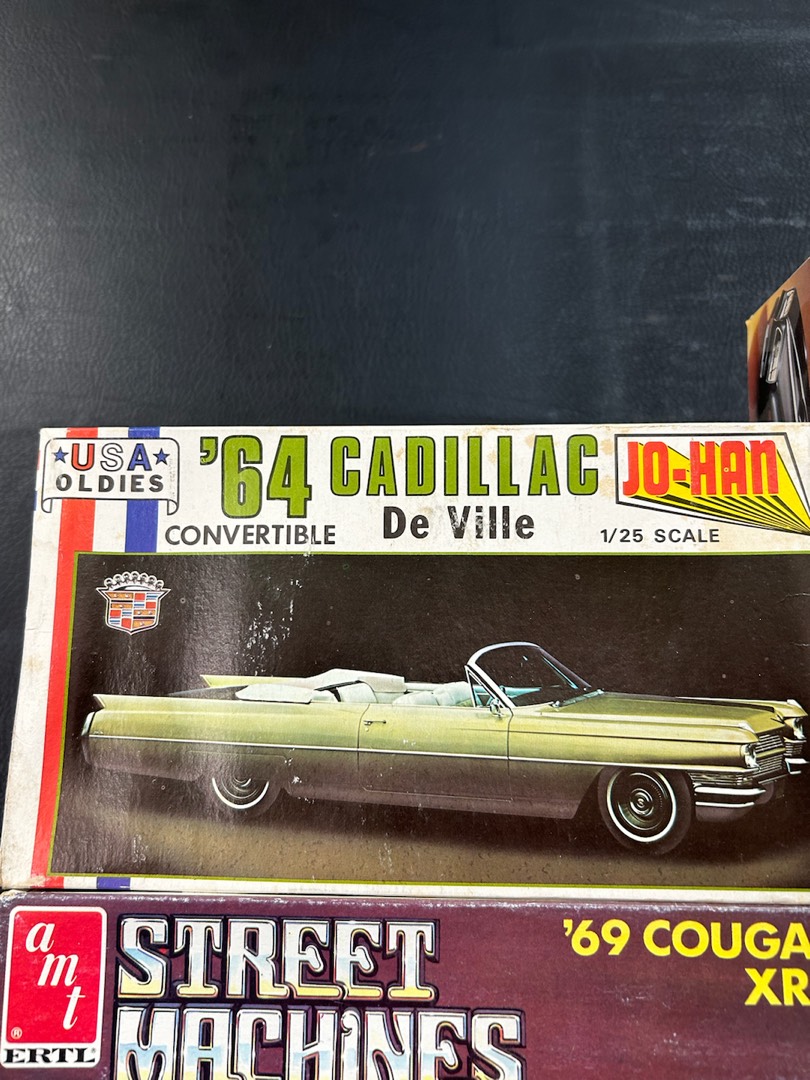 USA
OLDIES
'64 CADILLAC
CONVERTIBLE De Ville
JO-HAN
1/25 SCALE
amt
®
ERTL
STREET
MACHINES
'69 COUGA
XR